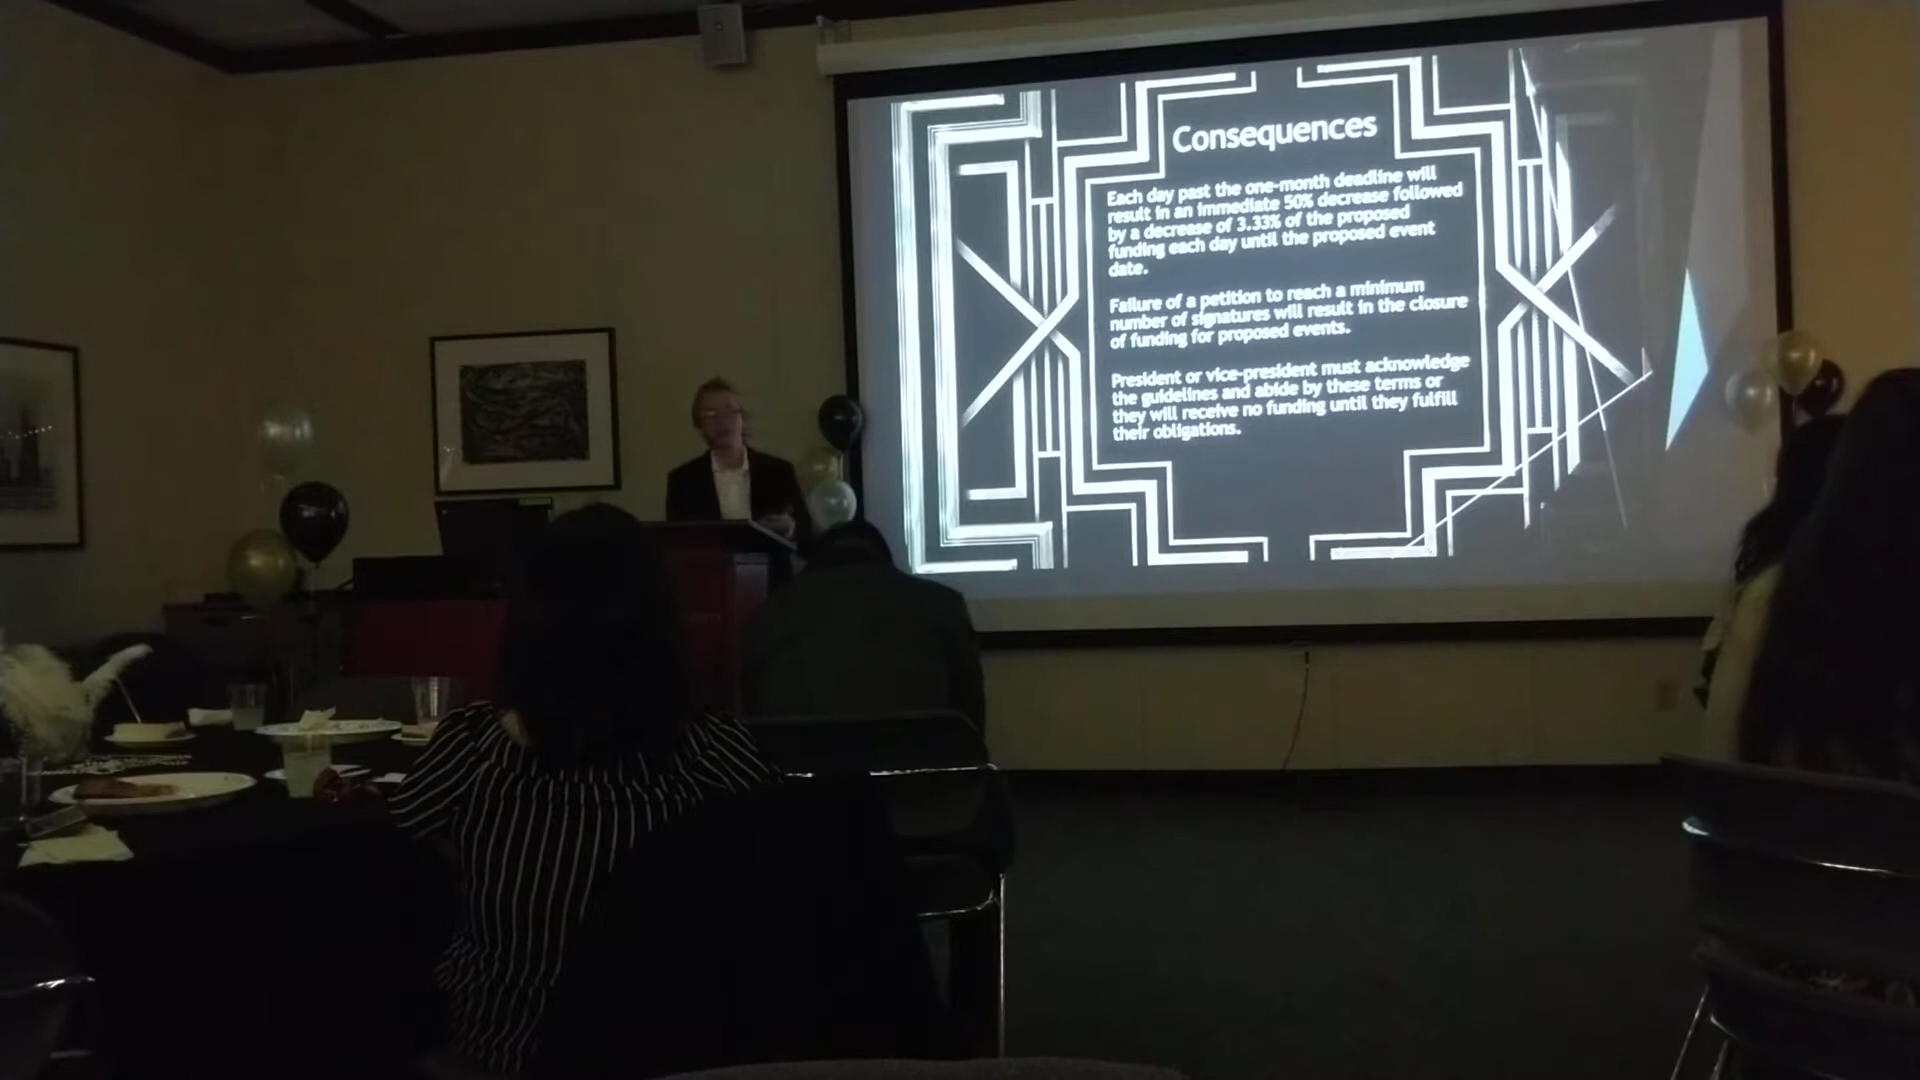 Consequences
Each day past the one-month deadline will
result in an immediate 50% decrease followed
by a decrease of 3.33% of the proposed
funding each day until the proposed event
date.
Failure of a petition to reach a minimum
number of signatures will result in the closure
of funding for proposed events.
President or vice-president must acknowledge
the guidelines and abide by these terms or
they will receive no funding until they fulfill
their obligations.